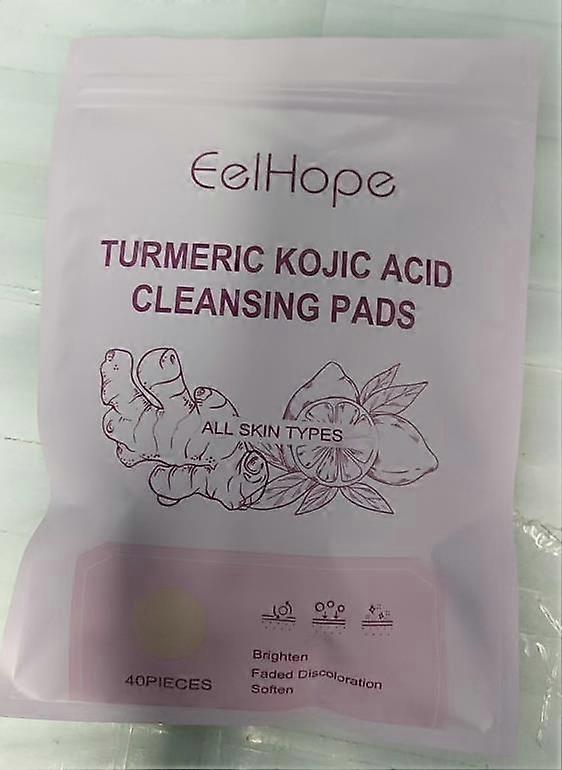 EelHope
TURMERIC KOJIC ACID
CLEANSING PADS
ALL SKIN TYPES
40PIECES
Brighten
Faded Discoloration
Soften